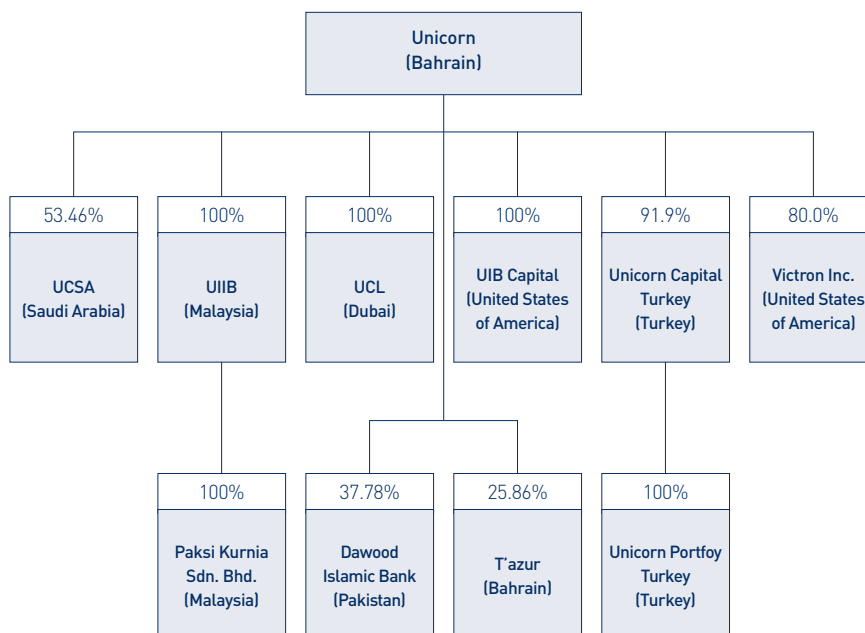 Unicorn
(Bahrain)
53.46%
UCSA
(Saudi Arabia)
100%
UIIB
(Malaysia)
100%
UCL
(Dubai)
100%
UIB Capital
(United States
of America)
91.9%
Unicorn Capital
Turkey
(Turkey)
80.0%
Victron Inc.
(United States
of America)
100%
Paksi Kurnia
Sdn. Bhd.
(Malaysia)
37.78%
Dawood
Islamic Bank
(Pakistan)
25.86%
T'azur
(Bahrain)
100%
Unicorn Portfoy
Turkey
(Turkey)